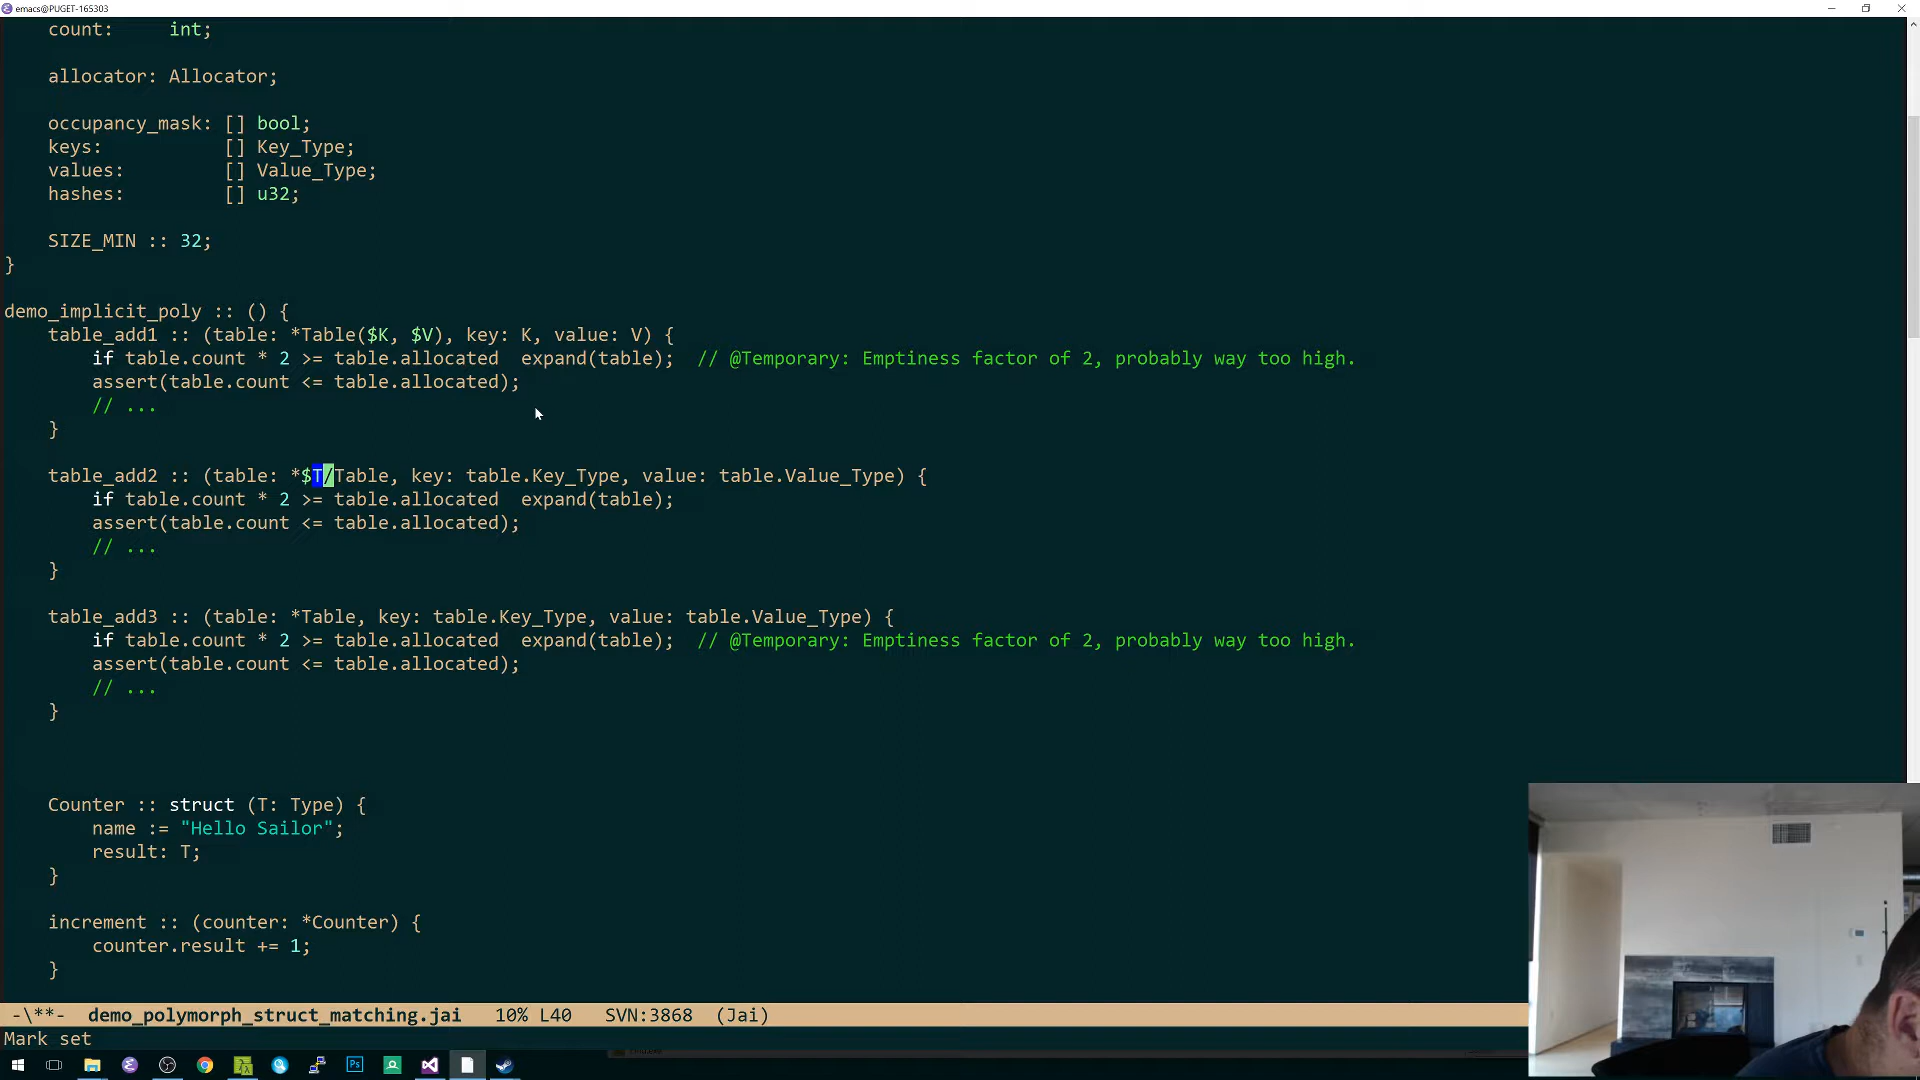 emacs@PUGET-165303
count:     int;
allocator: Allocator;
occupancy_mask: [] bool;
keys:           [] Key_Type;
values:         [] Value_Type;
hashes:         [] u32;
SIZE_MIN :: 32;
}
demo_implicit_poly :: () {
table_add1 :: (table: *Table($K, $V), key: K, value: V) {
if table.count * 2 >= table.allocated  expand(table);  // @Temporary: Emptiness factor of 2, probably way too high.
assert(table.count <= table.allocated);
// ...
}
table_add2 :: (table: *$T/Table, key: table.Key_Type, value: table.Value_Type) {
if table.count * 2 >= table.allocated  expand(table);
assert(table.count <= table.allocated);
// ...
}
table_add3 :: (table: *Table, key: table.Key_Type, value: table.Value_Type) {
if table.count * 2 >= table.allocated  expand(table);  // @Temporary: Emptiness factor of 2, probably way too high.
assert(table.count <= table.allocated);
// ...
}
Counter :: struct (T: Type) {
name := "Hello Sailor";
result: T;
}
increment :: (counter: *Counter) {
counter.result += 1;
}
-\**-  demo_polymorph_struct_matching.jai   10% L40   SVN:3868  (Jai)
Mark set
Ps